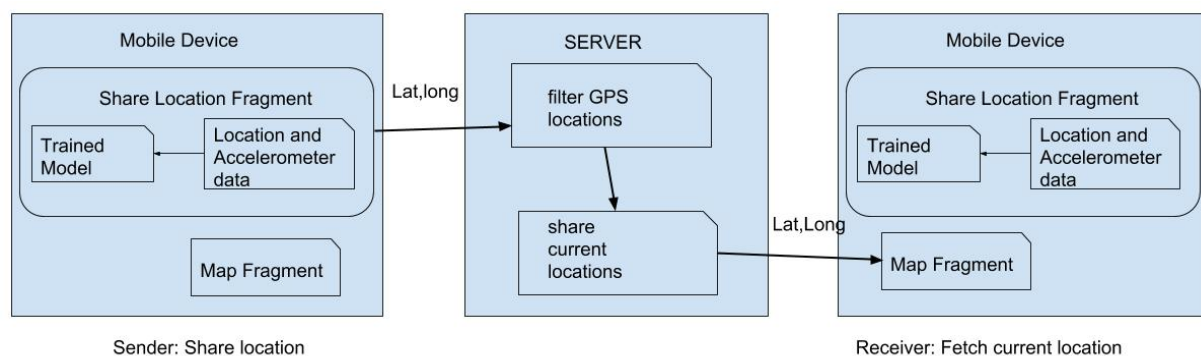 Mobile Device
Share Location Fragment
Trained
Model
Location and
Accelerometer
data
Map Fragment
Sender: Share location
Lat,long
SERVER
filter GPS
locations
share
current
locations
Lat,Long
Mobile Device
Share Location Fragment
Trained
Model
Location and
Accelerometer
data
Map Fragment
Receiver: Fetch current location